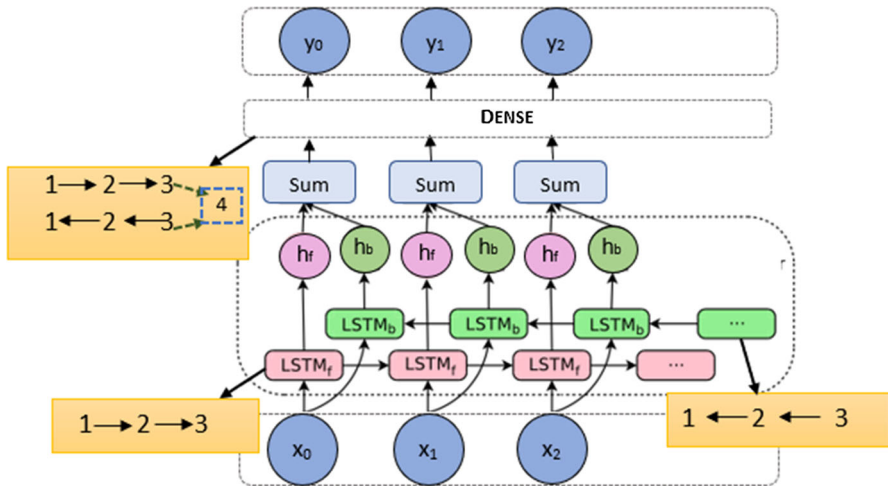 y0 y1 y2
DENSE
Sum Sum Sum
1 2 3
4
1 2 3
hf hb hf hb hf hb
LSTMb LSTMb LSTMb ...
LSTMf LSTMf LSTMf ...
1 2 3
1 2 3
x0 x1 x2